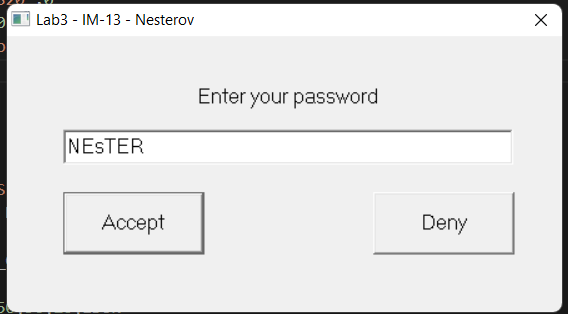 Lab3 - IM-13 - Nesterov
Enter your password
NEsTER
Accept
Deny